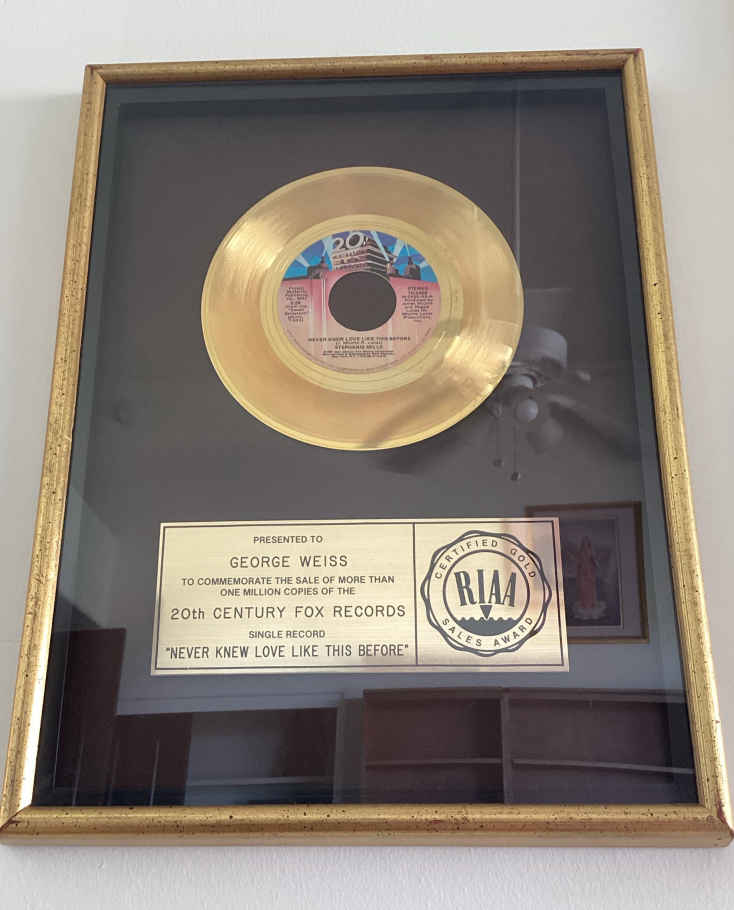 20th
STEREO
NEVER KNEW LOVE LIKE THIS BEFORE
STEPHANIE MILLS
PRESENTED TO
GEORGE WEISS
TO COMMEMORATE THE SALE OF MORE THAN
ONE MILLION COPIES OF THE
20th CENTURY FOX RECORDS
SINGLE RECORD
"NEVER KNEW LOVE LIKE THIS BEFORE"
CERTIFIED GOLD
RIAA
SALES AWARD